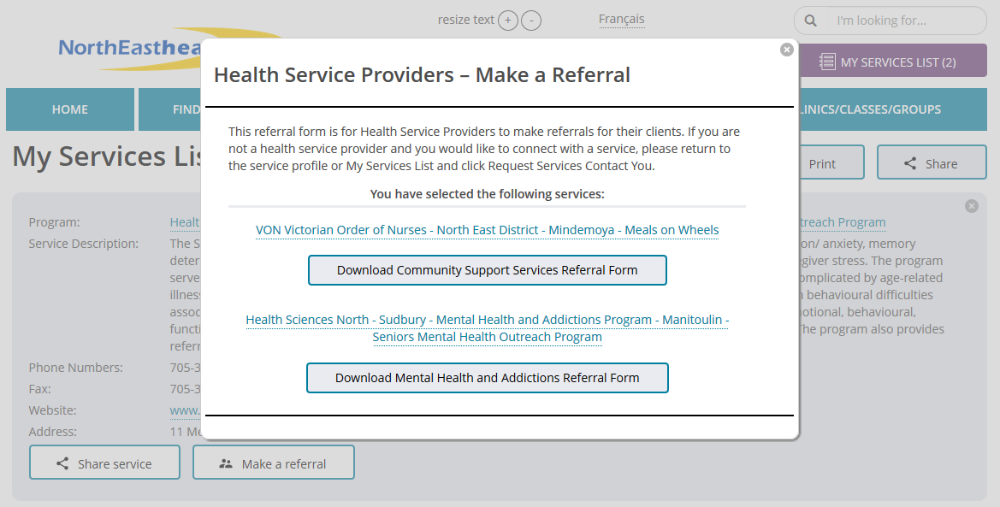 resize text + -
Français
I'm looking for...
NorthEasthea
MY SERVICES LIST (2)
HOME
FIND
LINICS/CLASSES/GROUPS
My Services Lis
Print
Share
Health Service Providers – Make a Referral
This referral form is for Health Service Providers to make referrals for their clients. If you are
not a health service provider and you would like to connect with a service, please return to
the service profile or My Services List and click Request Services Contact You.
You have selected the following services:
VON Victorian Order of Nurses - North East District - Mindemoya - Meals on Wheels
Download Community Support Services Referral Form
Health Sciences North - Sudbury - Mental Health and Addictions Program - Manitoulin -
Seniors Mental Health Outreach Program
Download Mental Health and Addictions Referral Form
Program: Healt treach Program
Service Description: The S on/ anxiety, memory
deter giver stress. The program
serve omplicated by age-related
illnes n behavioural difficulties
assoc notional, behavioural,
functi The program also provides
referr
Phone Numbers: 705-3
Fax: 705-3
Website: www.
Address: 11 Me
Share service
Make a referral